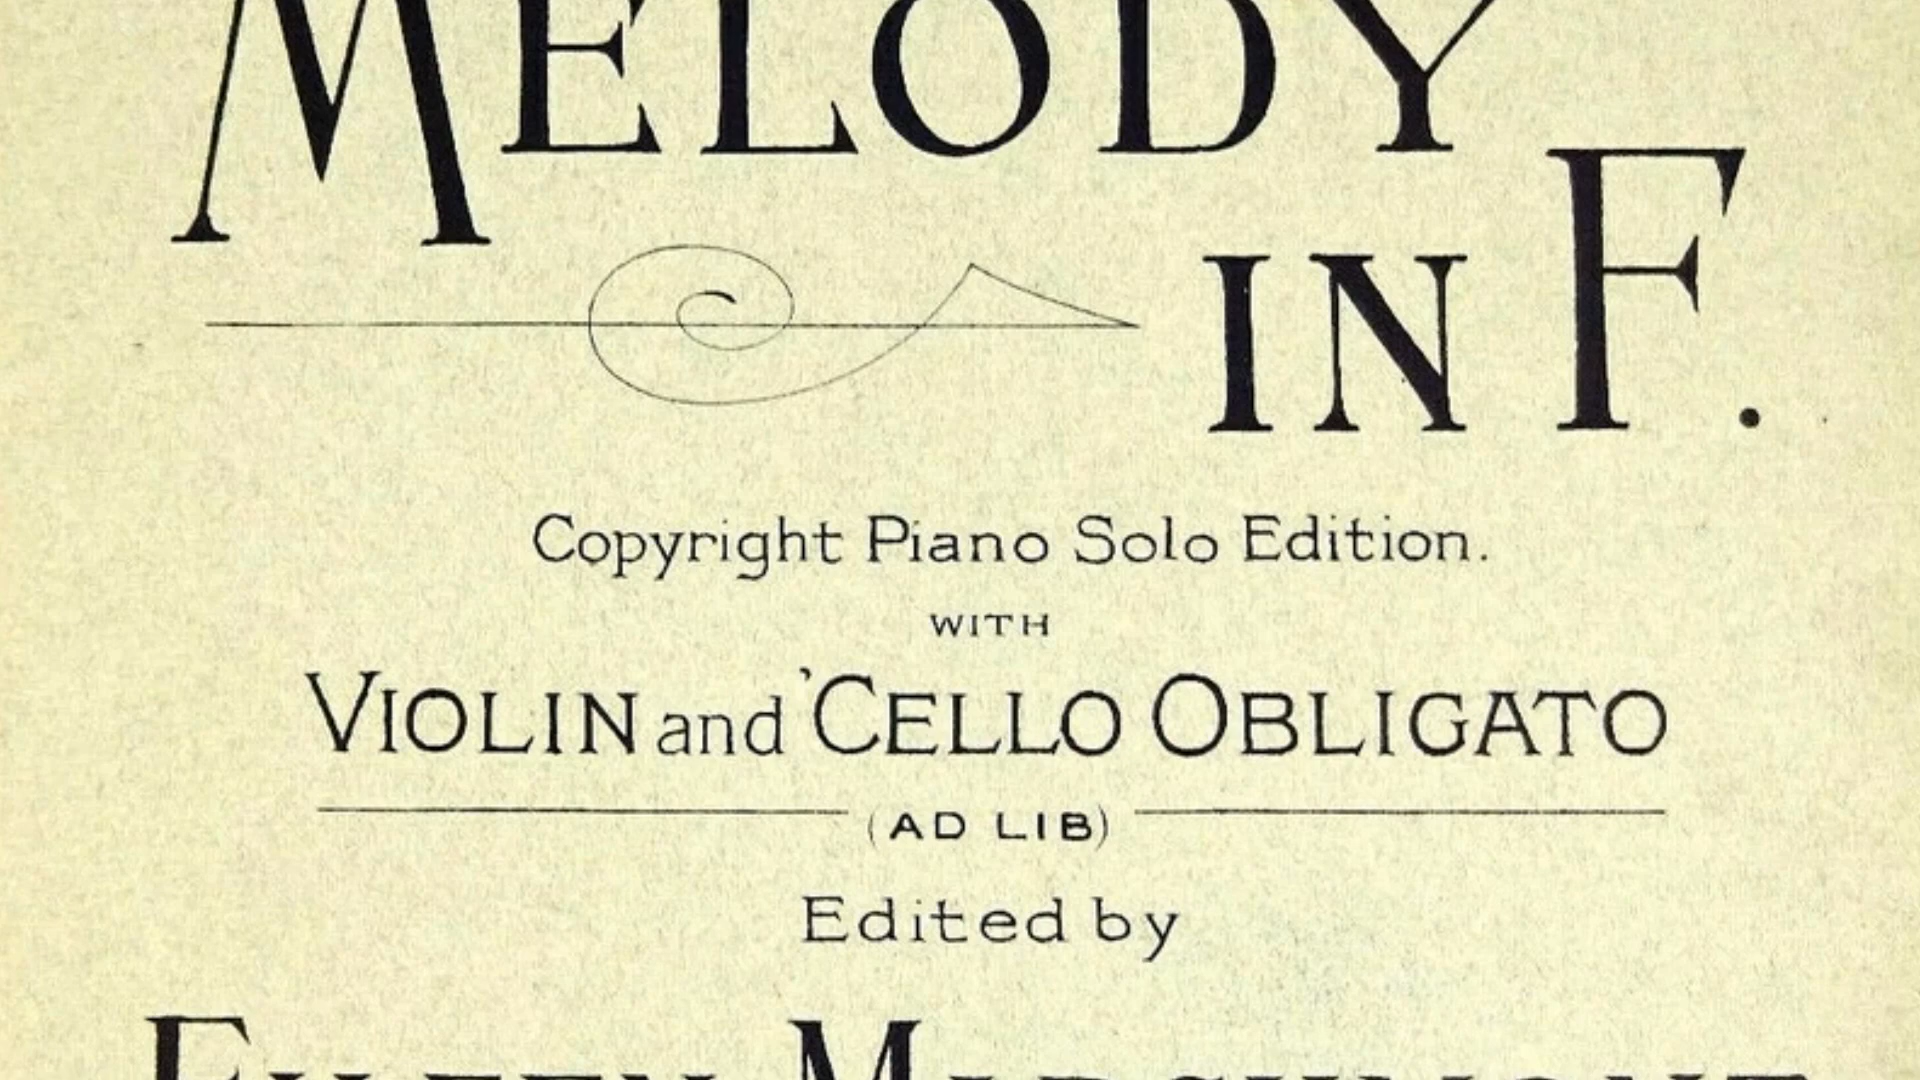 MELODY
IN F.
Copyright Piano Solo Edition.
WITH
VIOLIN and 'CELLO OBLIGATO
(AD LIB)
Edited by